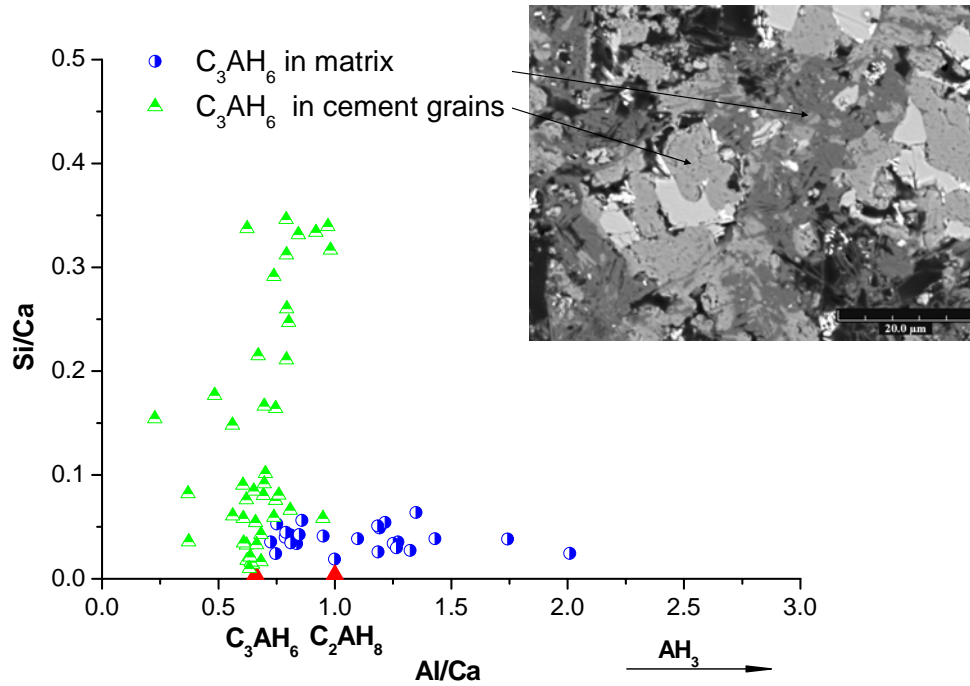 C₃AH₆ in matrix
C₃AH₆ in cement grains
20.0 µm
Si/Ca
0.5
0.4
0.3
0.2
0.1
0.0
0.0 0.5 1.0 1.5 2.0 2.5 3.0
C₃AH₆ C₂AH₈ AH₃
Al/Ca